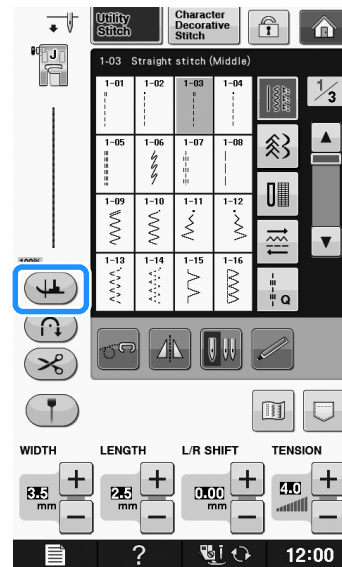 Utility
Stitch
Character
Decorative
Stitch
J
1-03 Straight stitch (Middle)
1-01 1-02 1-03 1-04
1/3
1-05 1-06 1-07 1-08
1-09 1-10 1-11 1-12
1-13 1-14 1-15 1-16
100%
Q
WIDTH LENGTH L/R SHIFT TENSION
3.5 2.5 0.00 4.0
mm mm mm
+ + + +
− − − −
? 12:00